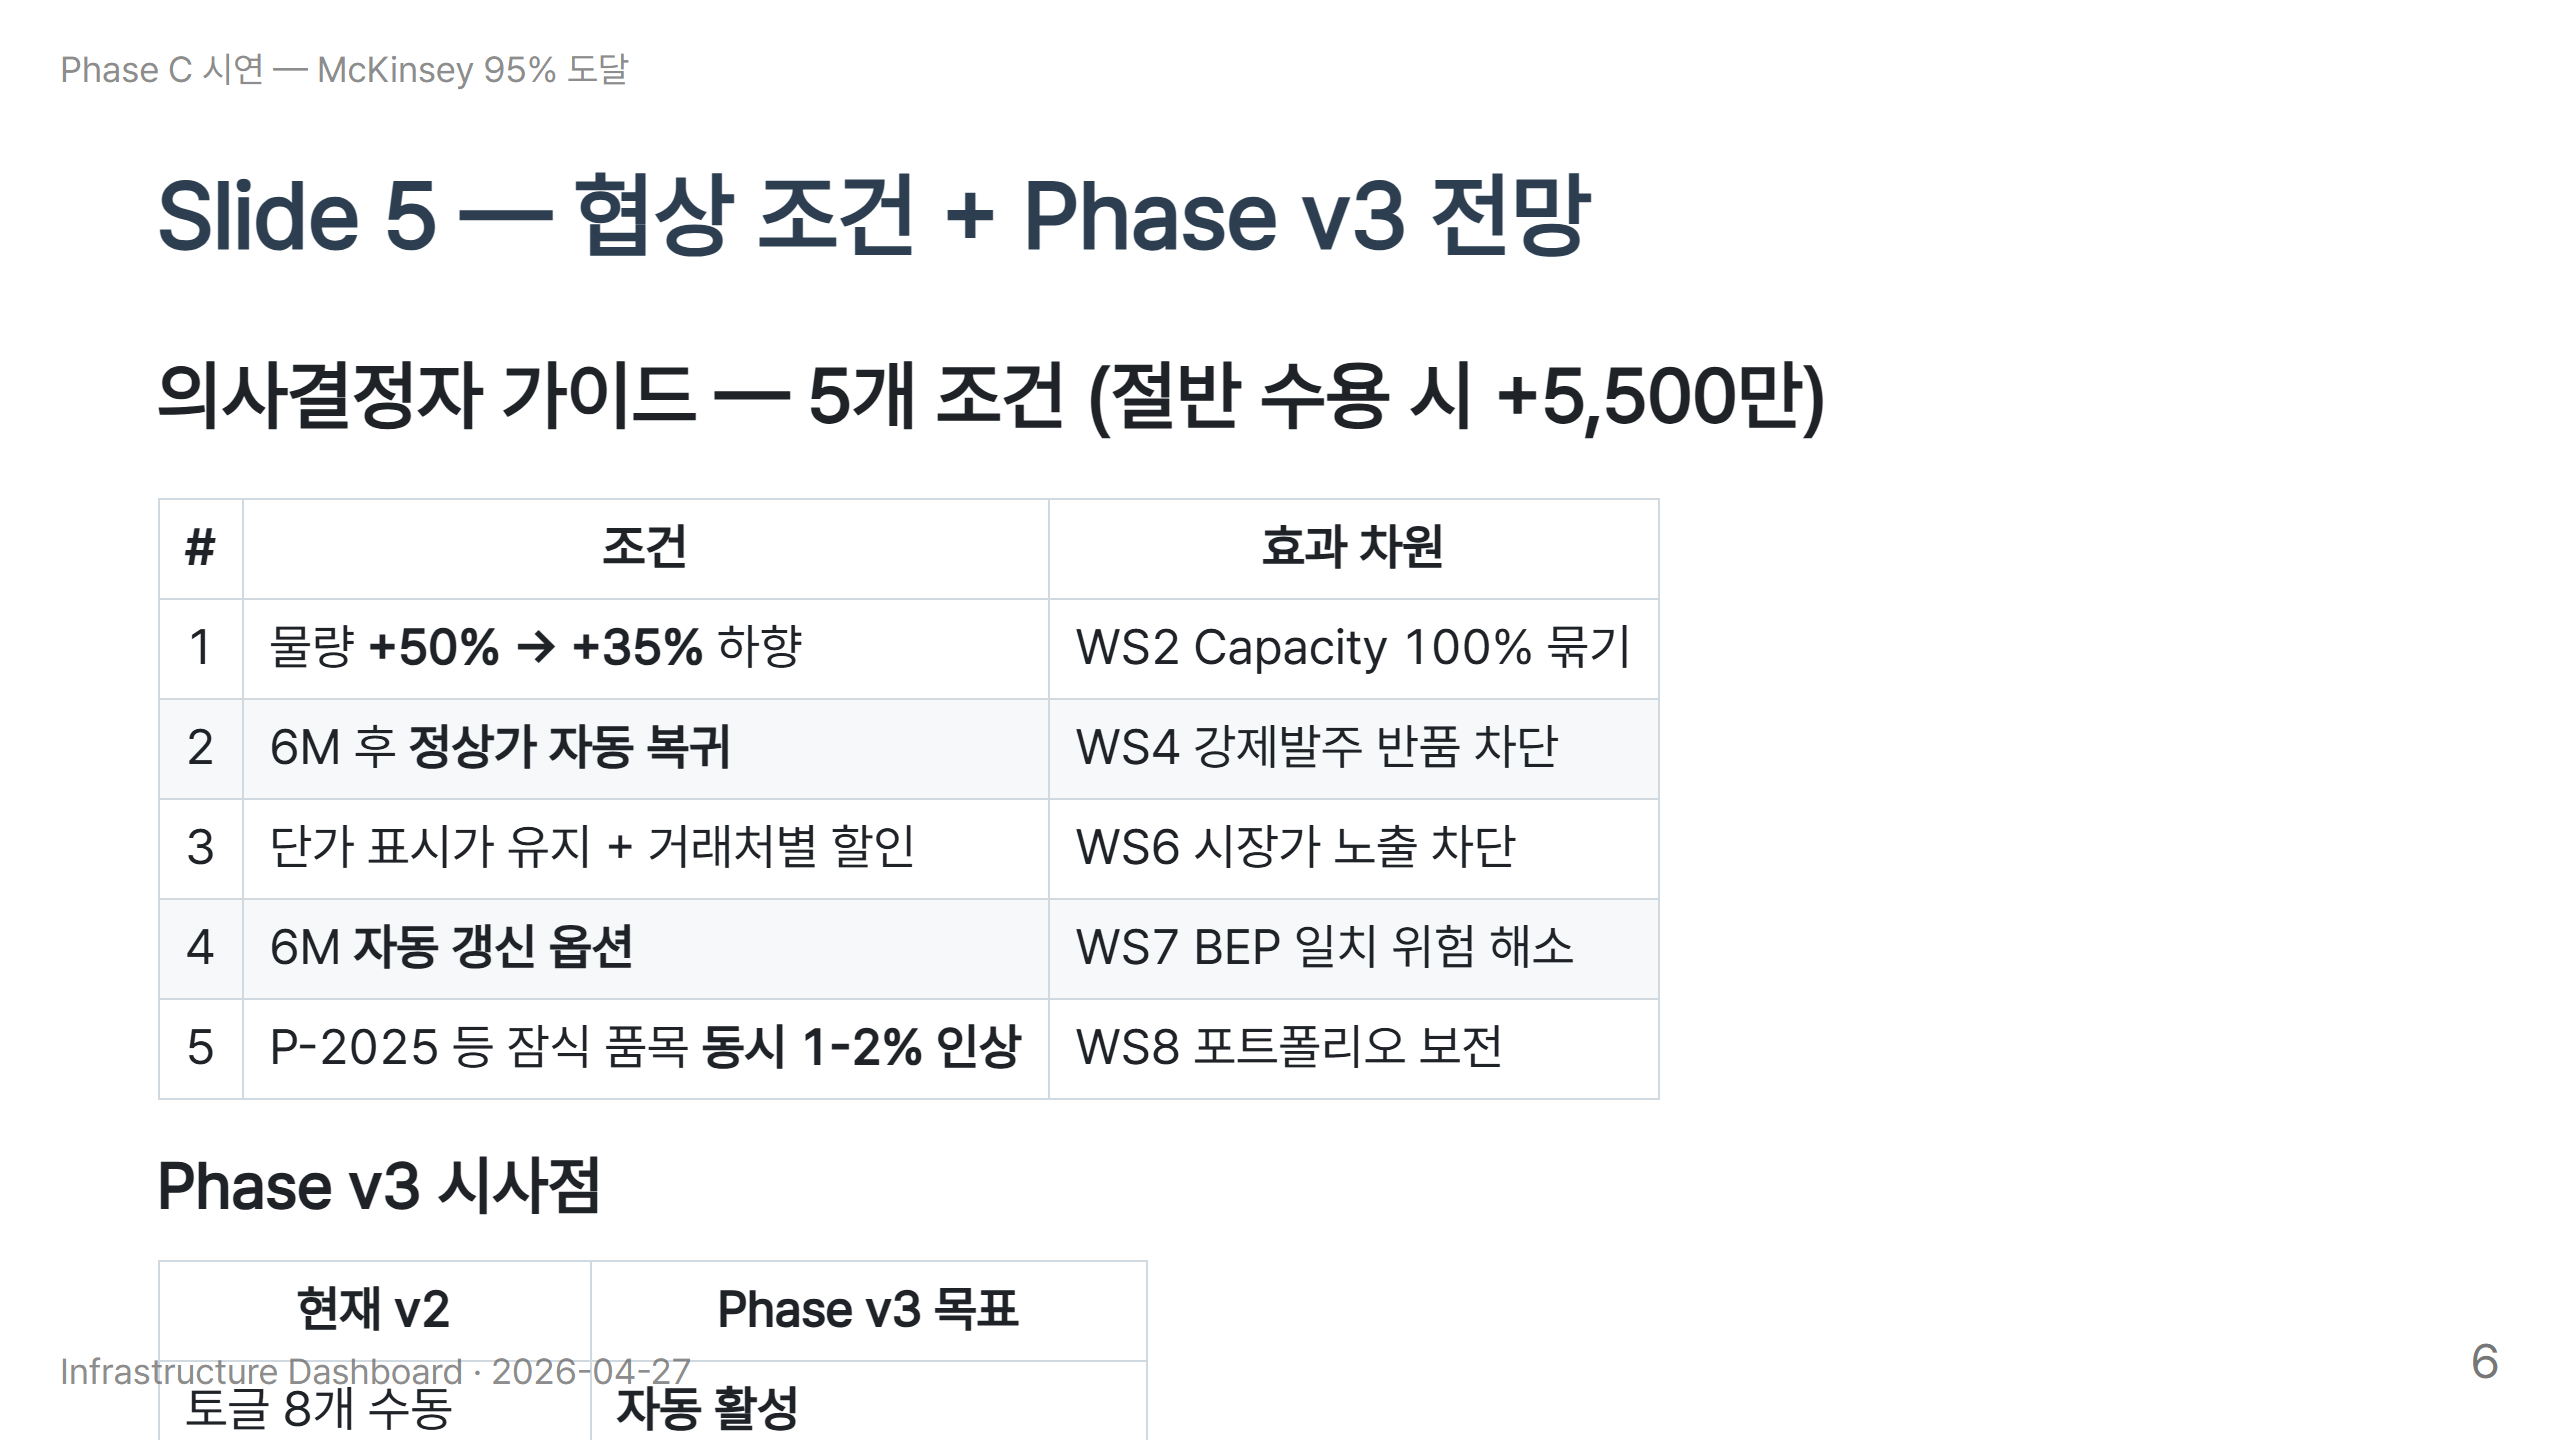 Phase C 시연 — McKinsey 95% 도달
Slide 5 — 협상 조건 + Phase v3 전망
의사결정자 가이드 — 5개 조건 (절반 수용 시 +5,500만)
# 조건 효과 차원
1 물량 +50% → +35% 하향 WS2 Capacity 100% 묶기
2 6M 후 정상가 자동 복귀 WS4 강제발주 반품 차단
3 단가 표시가 유지 + 거래처별 할인 WS6 시장가 노출 차단
4 6M 자동 갱신 옵션 WS7 BEP 일치 위험 해소
5 P-2025 등 잠식 품목 동시 1-2% 인상 WS8 포트폴리오 보전
Phase v3 시사점
현재 v2 Phase v3 목표
토글 8개 수동 자동 활성
Infrastructure Dashboard · 2026-04-27
6